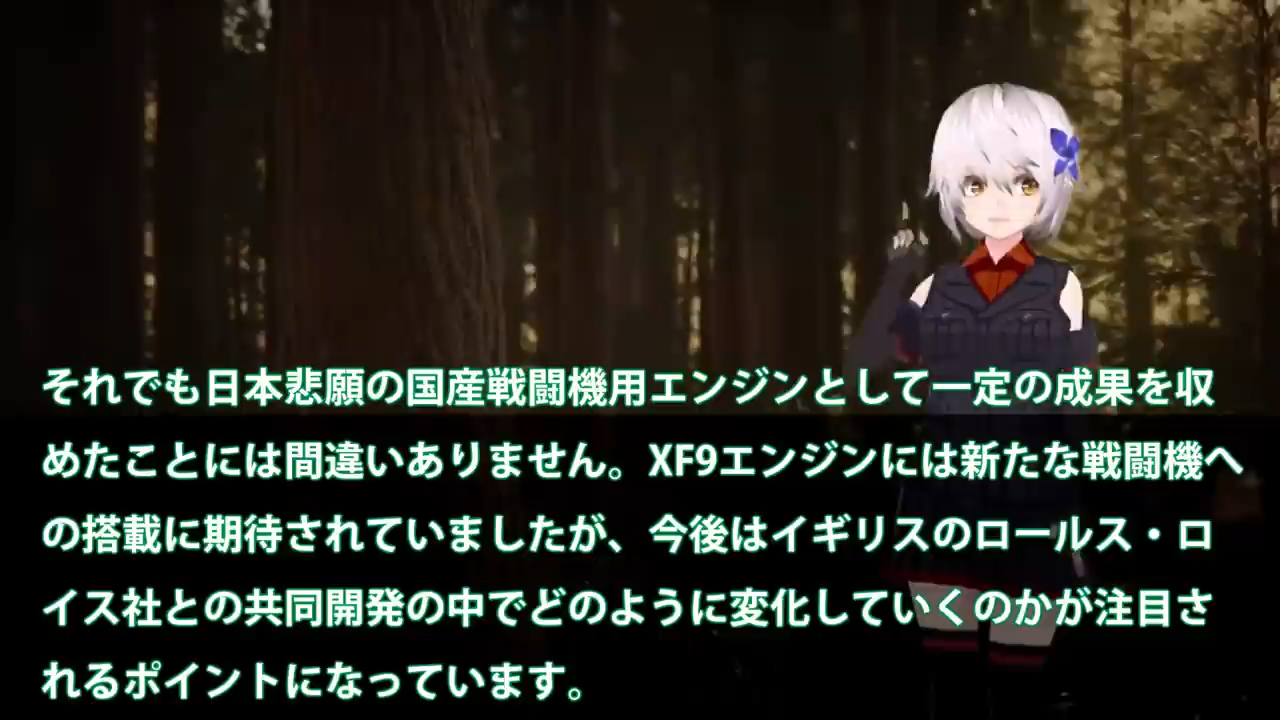 それでも日本悲願の国産戦闘機用エンジンとして一定の成果を収
めたことには間違いありません。XF9エンジンには新たな戦闘機へ
の搭載に期待されていましたが、今後はイギリスのロールス・ロ
イス社との共同開発の中でどのように変化していくのかが注目さ
れるポイントになっています。